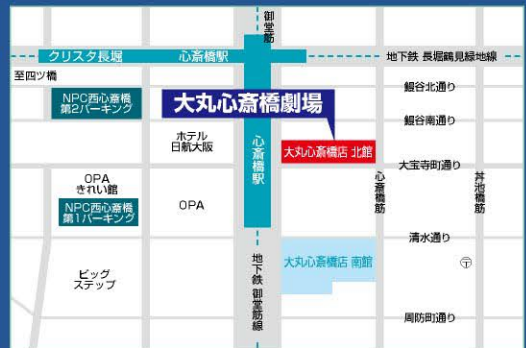 御堂筋
クリスタ長堀
心斎橋駅
地下鉄 長堀鶴見緑地線
至四ツ橋
鰻谷北通り
NPC西心斎橋
第2パーキング
大丸心斎橋劇場
鰻谷南通り
ホテル
日航大阪
心斎橋駅
大丸心斎橋店 北館
大宝寺町通り
OPA
きれい館
心斎橋筋
丼池橋筋
NPC西心斎橋
第1パーキング
OPA
清水通り
地下鉄 御堂筋線
大丸心斎橋店 南館
〶
ビッグ
ステップ
周防町通り